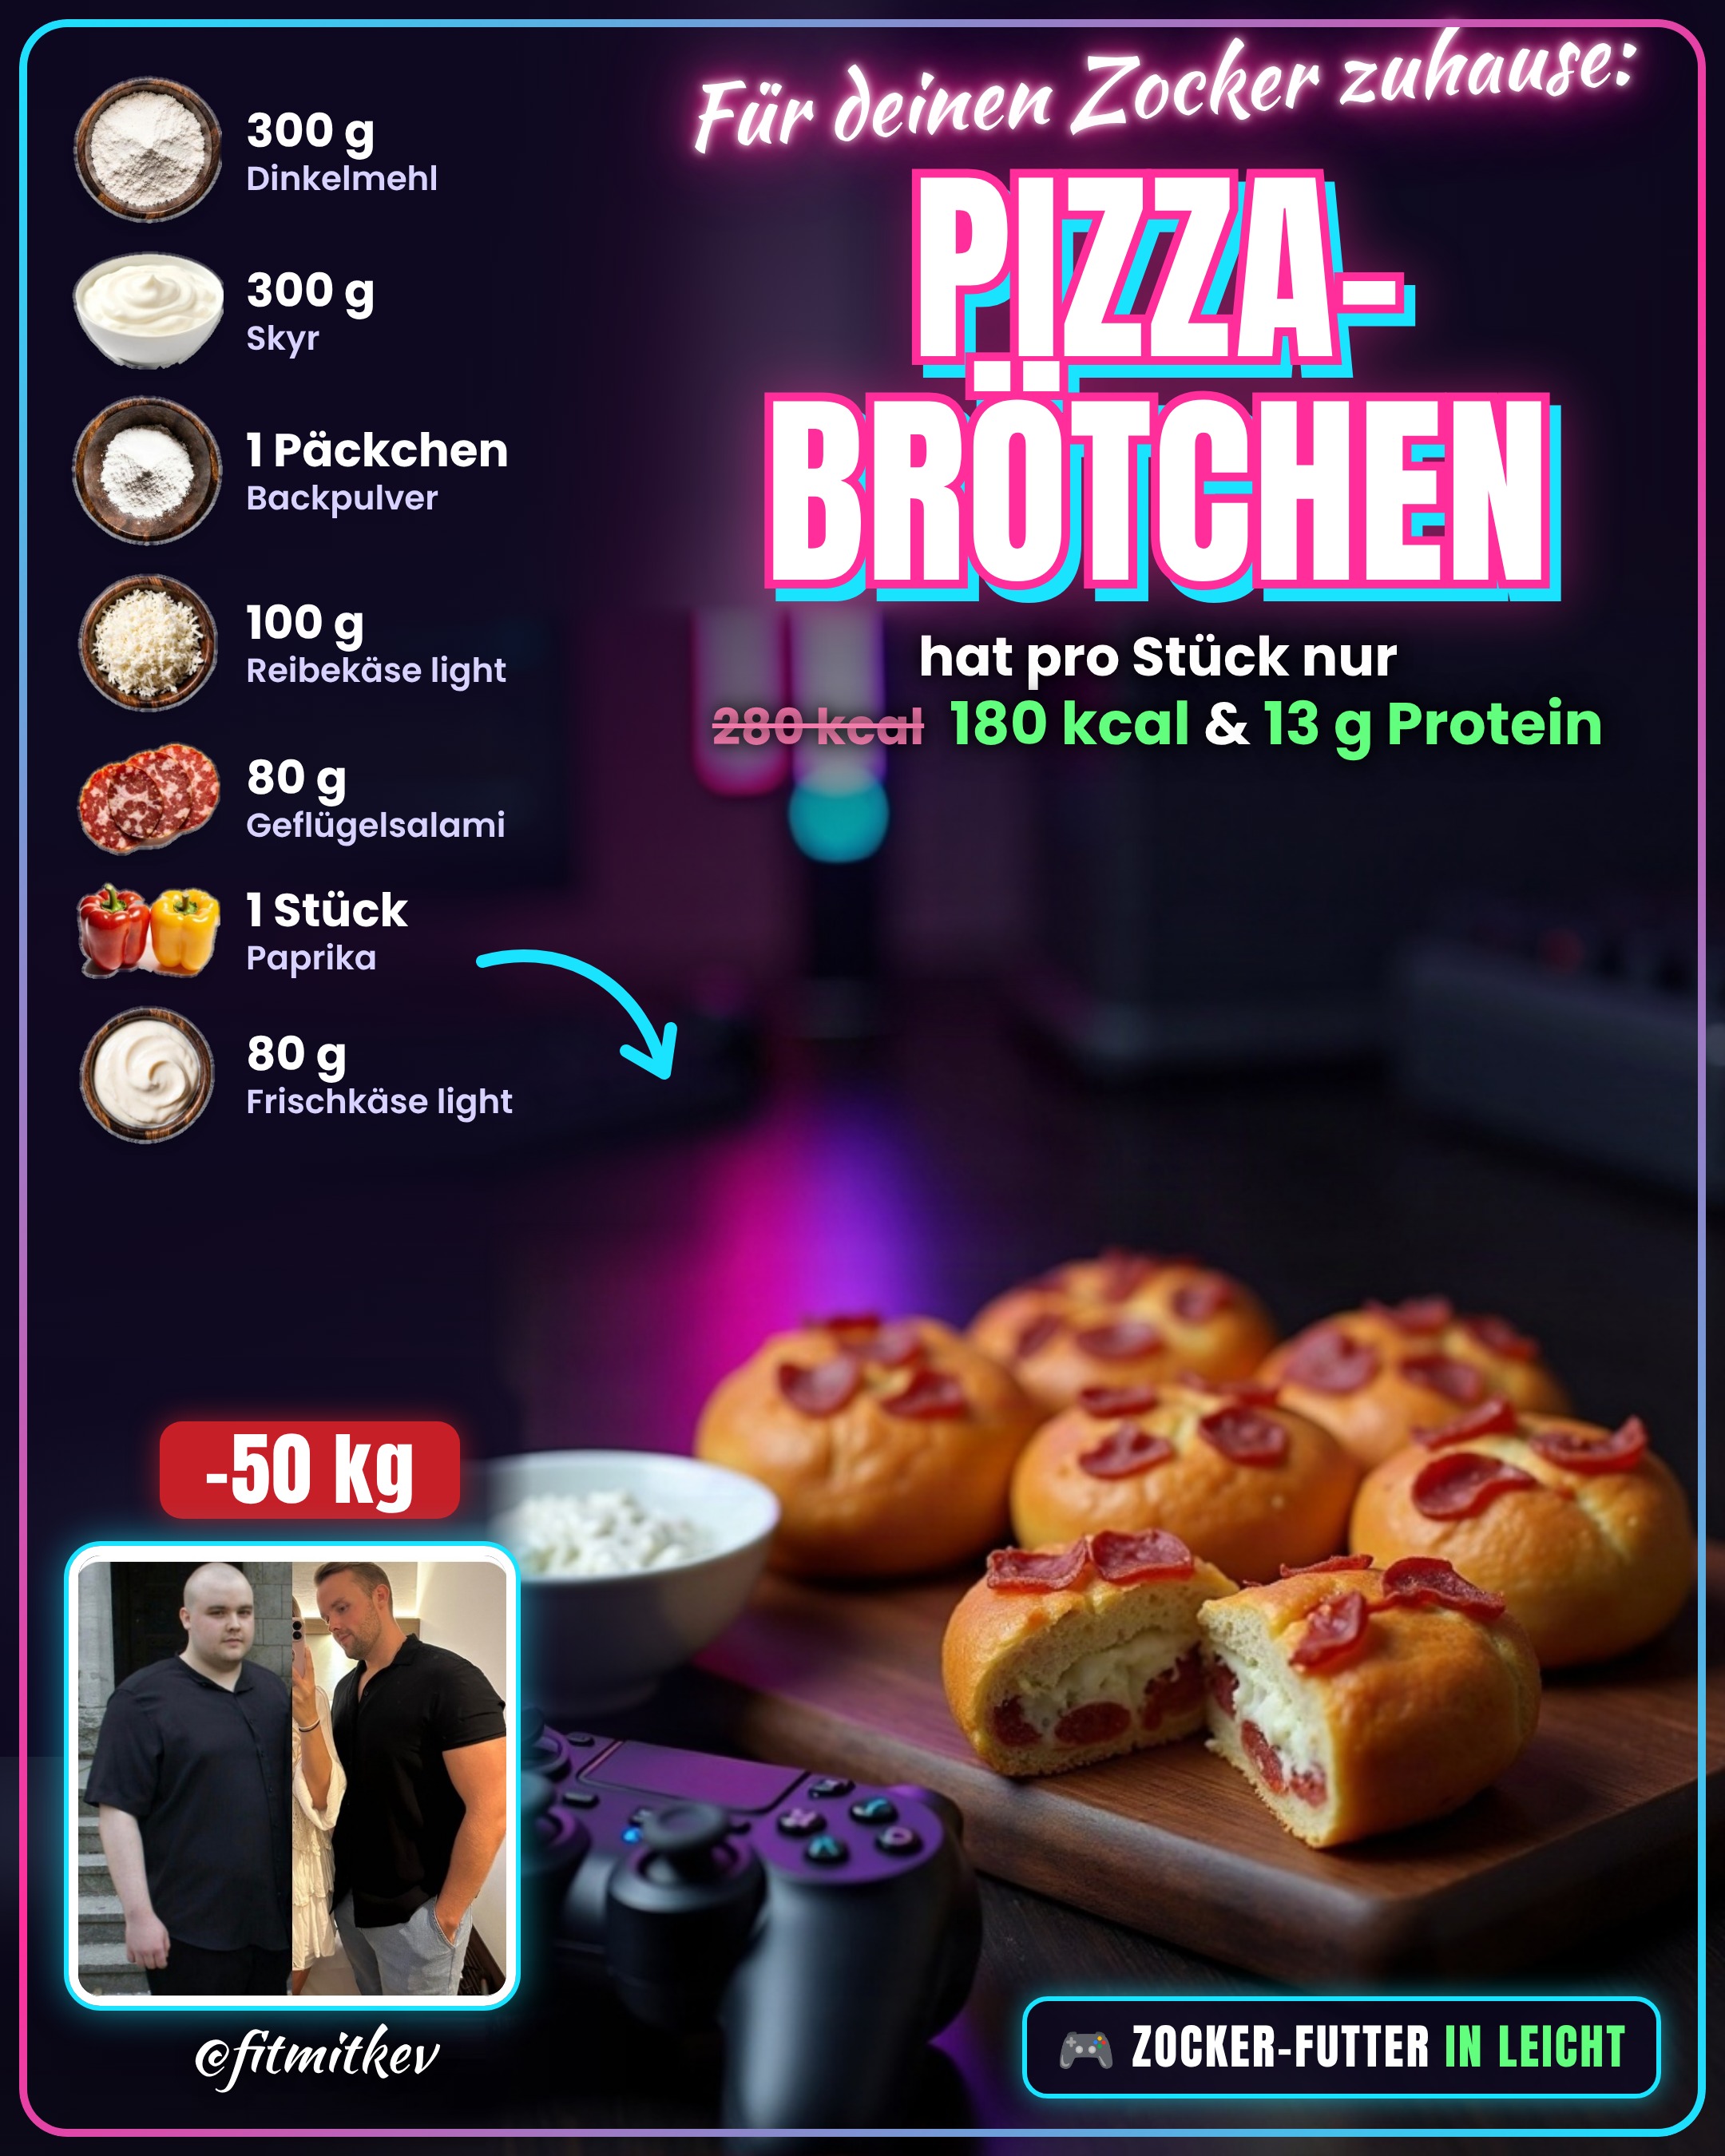 Für deinen Zocker zuhause:
PIZZA-
BRÖTCHEN
hat pro Stück nur
280 kcal 180 kcal & 13 g Protein
300 g
Dinkelmehl
300 g
Skyr
1 Päckchen
Backpulver
100 g
Reibekäse light
80 g
Geflügelsalami
1 Stück
Paprika
80 g
Frischkäse light
-50 kg
@fitmitkev
🎮 ZOCKER-FUTTER IN LEICHT